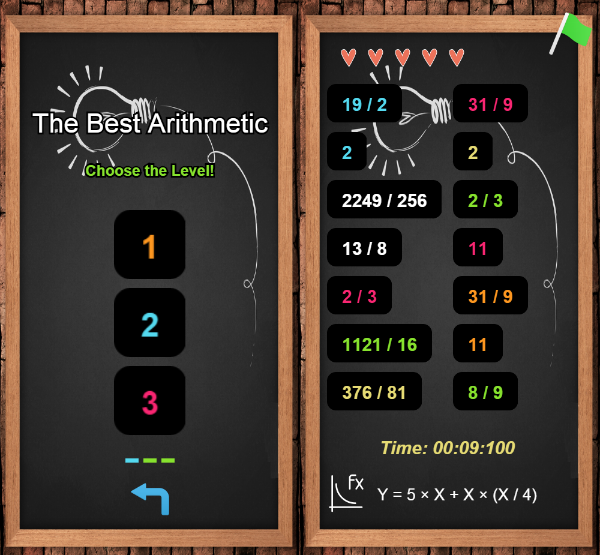 The Best Arithmetic
Choose the Level!
1
2
3
19 / 2 31 / 9
2 2
2249 / 256 2 / 3
13 / 8 11
2 / 3 31 / 9
1121 / 16 11
376 / 81 8 / 9
Time: 00:09:100
Fx Y = 5 × X + X × (X / 4)